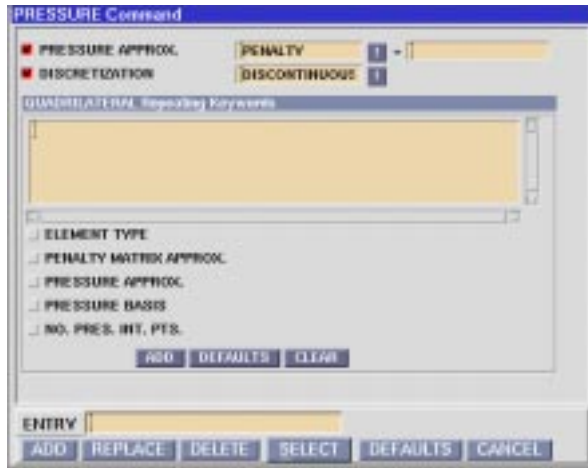 PRESSURE Command
PRESSURE APPROX. PENALTY ! =
DISCRETIZATION DISCONTINUOUS !
QUADRILATERAL Repeating Keywords
ELEMENT TYPE
PENALTY MATRIX APPROX.
PRESSURE APPROX.
PRESSURE BASIS
NO. PRES. INT. PTS.
ADD DEFAULTS CLEAR
ENTRY
ADD REPLACE DELETE SELECT DEFAULTS CANCEL